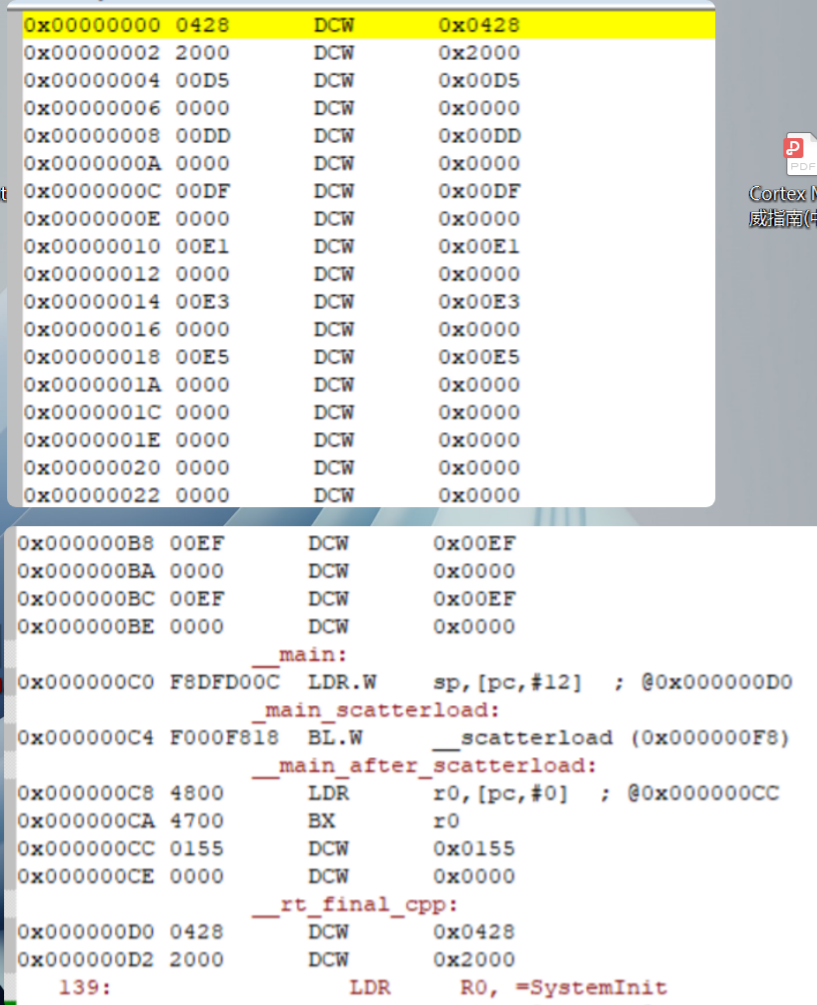 0x00000000 0428 DCW 0x0428
0x00000002 2000 DCW 0x2000
0x00000004 00D5 DCW 0x00D5
0x00000006 0000 DCW 0x0000
0x00000008 00DD DCW 0x00DD
0x0000000A 0000 DCW 0x0000
0x0000000C 00DF DCW 0x00DF
0x0000000E 0000 DCW 0x0000
0x00000010 00E1 DCW 0x00E1
0x00000012 0000 DCW 0x0000
0x00000014 00E3 DCW 0x00E3
0x00000016 0000 DCW 0x0000
0x00000018 00E5 DCW 0x00E5
0x0000001A 0000 DCW 0x0000
0x0000001C 0000 DCW 0x0000
0x0000001E 0000 DCW 0x0000
0x00000020 0000 DCW 0x0000
0x00000022 0000 DCW 0x0000
t
PDF
Cortex M
威指南(中
0x000000B8 00EF DCW 0x00EF
0x000000BA 0000 DCW 0x0000
0x000000BC 00EF DCW 0x00EF
0x000000BE 0000 DCW 0x0000
__main:
0x000000C0 F8DFD00C LDR.W sp,[pc,#12] ; @0x000000D0
_main_scatterload:
0x000000C4 F000F818 BL.W __scatterload (0x000000F8)
__main_after_scatterload:
0x000000C8 4800 LDR r0,[pc,#0] ; @0x000000CC
0x000000CA 4700 BX r0
0x000000CC 0155 DCW 0x0155
0x000000CE 0000 DCW 0x0000
__rt_final_cpp:
0x000000D0 0428 DCW 0x0428
0x000000D2 2000 DCW 0x2000
139: LDR R0, =SystemInit